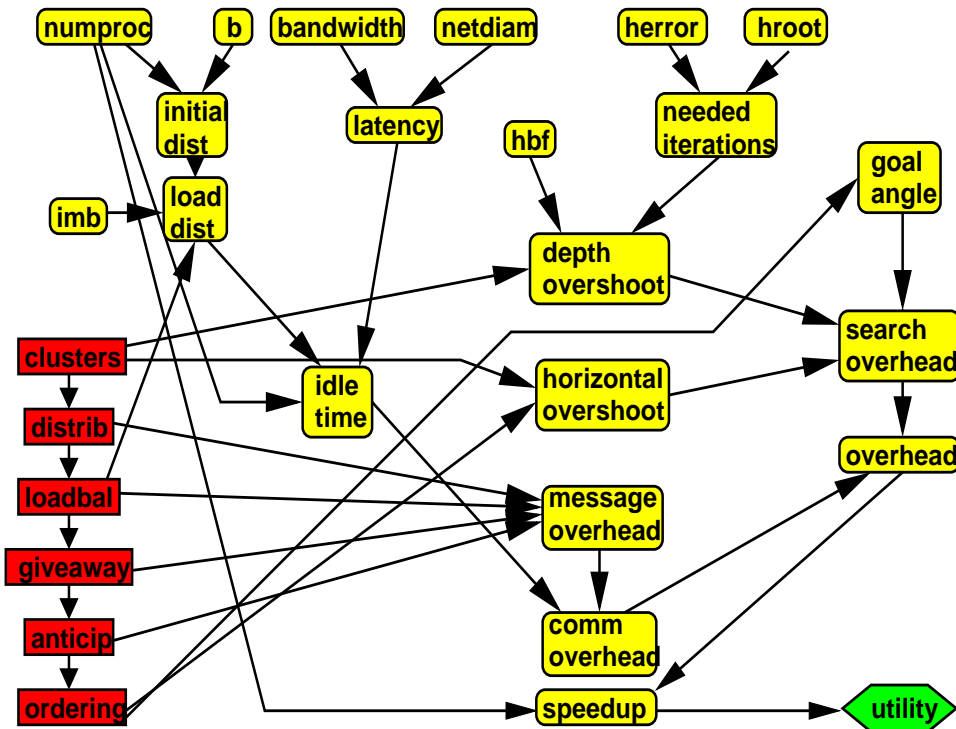 numproc
b
bandwidth
netdiam
herror
hroot
initial
dist
latency
needed
iterations
hbf
goal
angle
load
dist
imb
depth
overshoot
search
overhead
clusters
idle
time
horizontal
overshoot
distrib
overhead
loadbal
message
overhead
giveaway
anticip
comm
overhead
ordering
speedup
utility